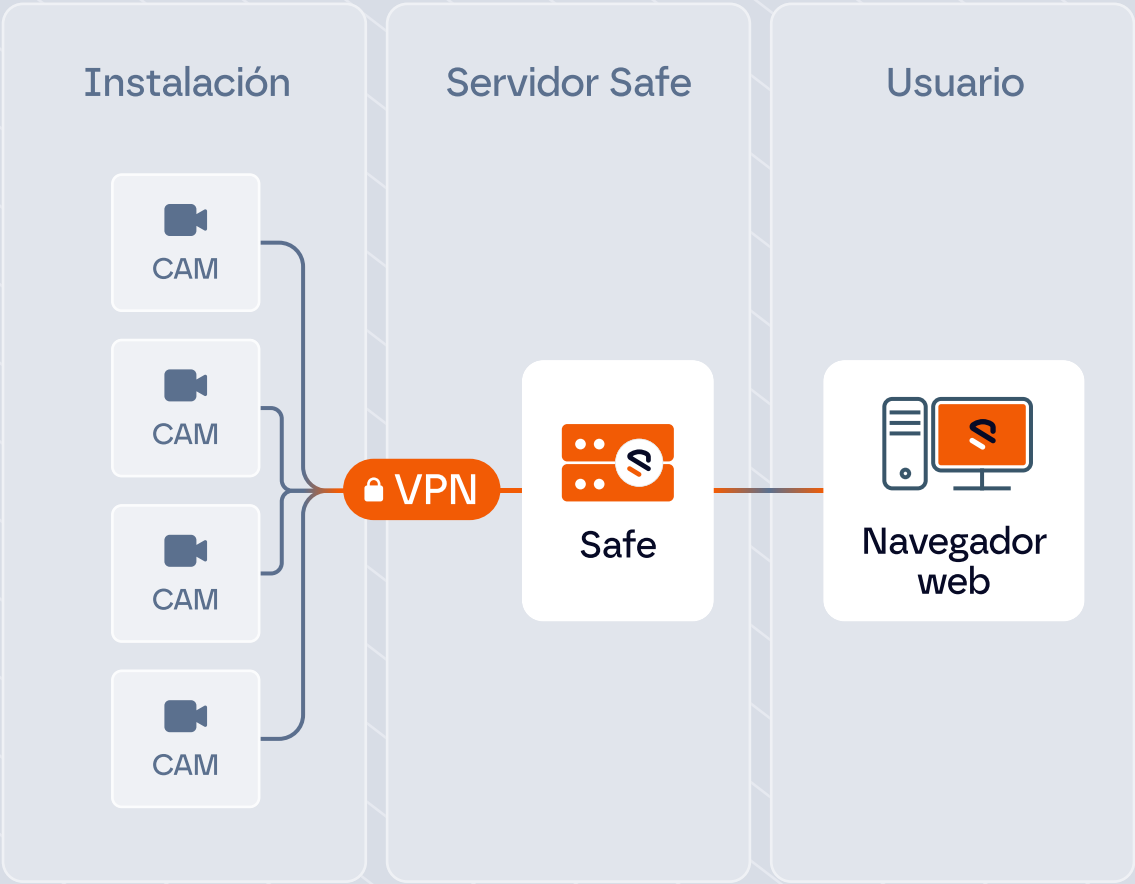 Instalación
Servidor Safe
Usuario
CAM
CAM
CAM
CAM
VPN
Safe
Navegador
web